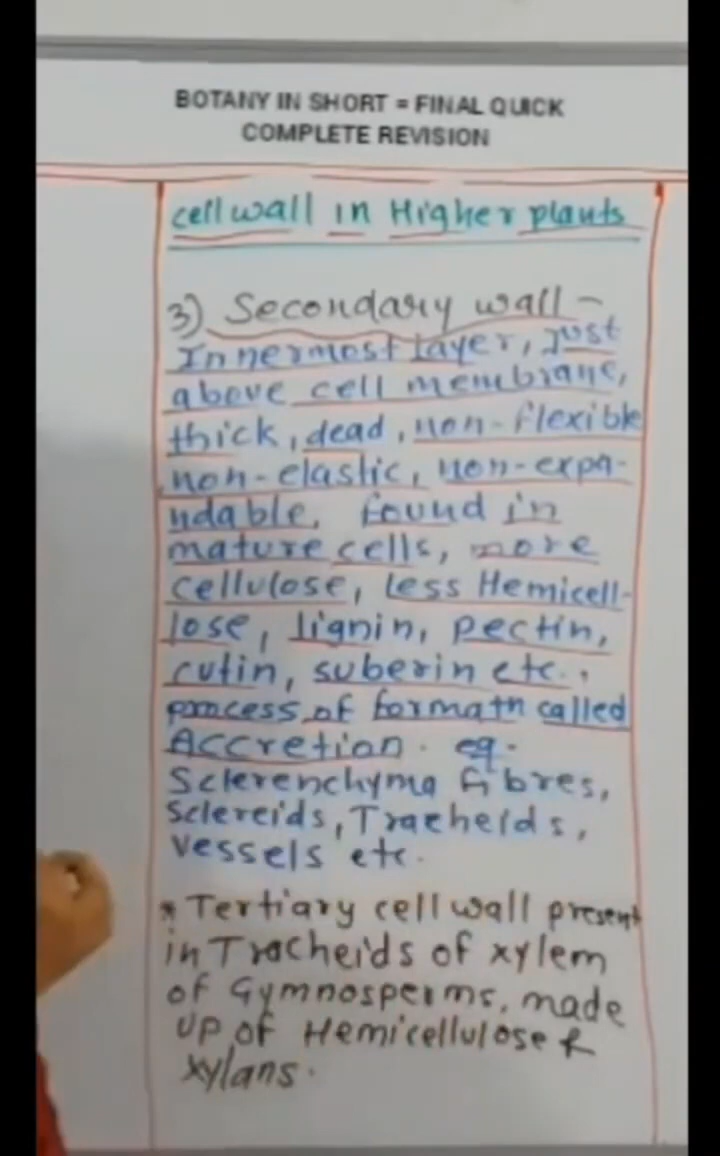 BOTANY IN SHORT = FINAL QUICK
COMPLETE REVISION
cell wall in Higher plants
3) Secondary wall -
Innermost layer, just
above cell membrane,
thick, dead, non-flexible
non-elastic, non-expa-
ndable, found in
mature cells, more
cellulose, Less Hemicell-
lose, lignin, pectin,
cutin, suberin etc.,
process of formatn called
Accretion. eg.
Sclerenchyma fibres,
Sclereids, Tracheids,
vessels etc.
* Tertiary cell wall present
in Tracheids of xylem
of Gymnosperms, made
up of Hemicellulose &
xylans.